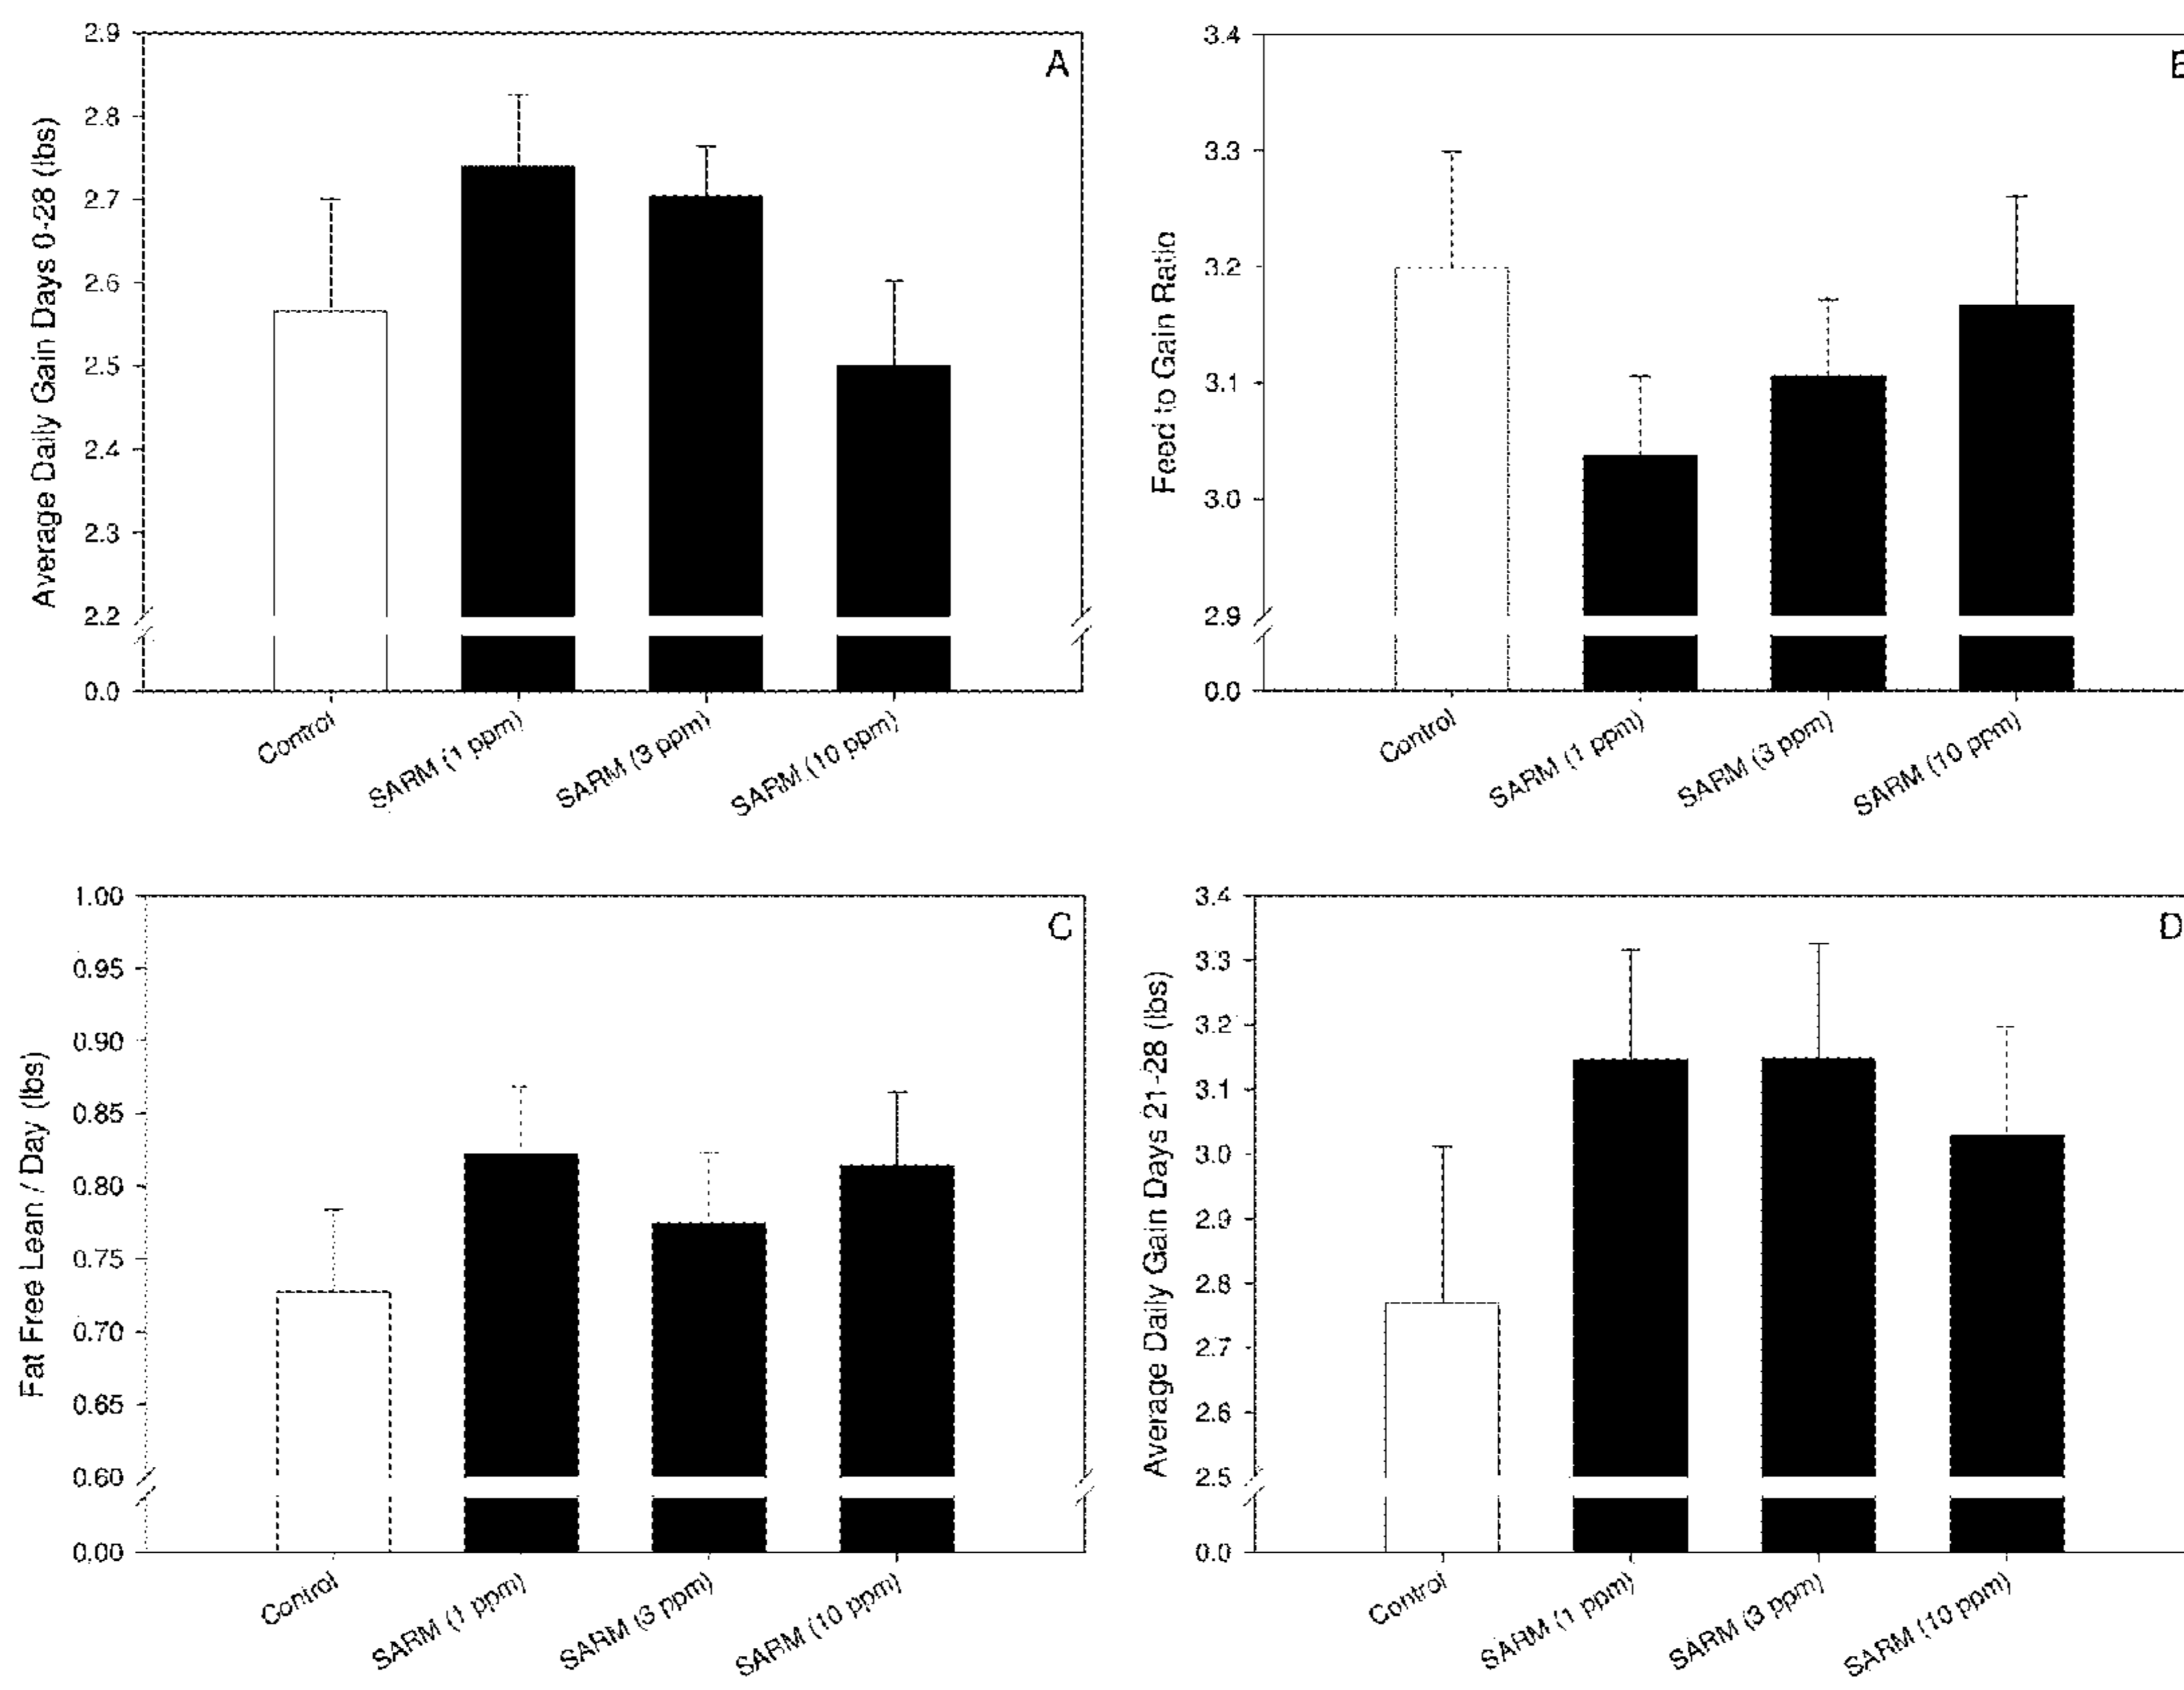 A
Average Daily Gain Days 0-28 (lbs)
2.9
2.8
2.7
2.6
2.5
2.4
2.3
2.2
0.0
Control
SARM (1 ppm)
SARM (3 ppm)
SARM (10 ppm)
B
Feed to Gain Ratio
3.4
3.3
3.2
3.1
3.0
2.9
0.0
Control
SARM (1 ppm)
SARM (3 ppm)
SARM (10 ppm)
C
Fat Free Lean / Day (lbs)
1.00
0.95
0.90
0.85
0.80
0.75
0.70
0.65
0.60
0.00
Control
SARM (1 ppm)
SARM (3 ppm)
SARM (10 ppm)
D
Average Daily Gain Days 21-28 (lbs)
3.4
3.3
3.2
3.1
3.0
2.9
2.8
2.7
2.6
2.5
0.0
Control
SARM (1 ppm)
SARM (3 ppm)
SARM (10 ppm)